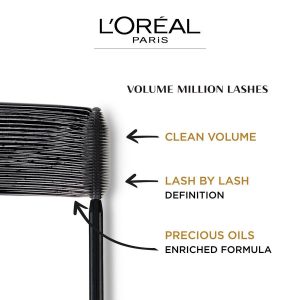 L'ORÉAL
PARIS
VOLUME MILLION LASHES
CLEAN VOLUME
LASH BY LASH
DEFINITION
PRECIOUS OILS
ENRICHED FORMULA